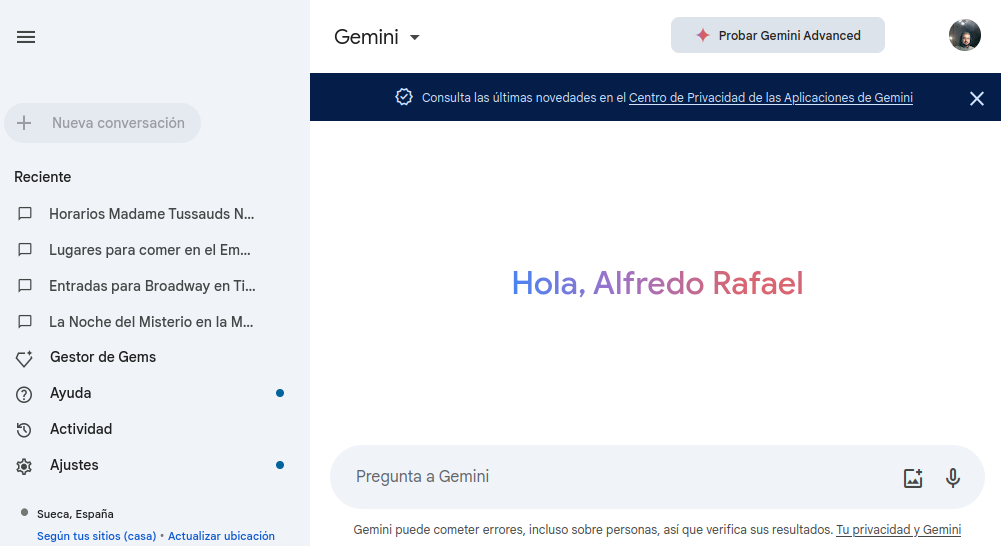 Gemini
Probar Gemini Advanced
Consulta las últimas novedades en el Centro de Privacidad de las Aplicaciones de Gemini
Nueva conversación
Reciente
Horarios Madame Tussauds N...
Lugares para comer en el Em...
Entradas para Broadway en Ti...
La Noche del Misterio en la M...
Gestor de Gems
Ayuda
Actividad
Ajustes
Sueca, España
Según tus sitios (casa) • Actualizar ubicación
Hola, Alfredo Rafael
Pregunta a Gemini
Gemini puede cometer errores, incluso sobre personas, así que verifica sus resultados. Tu privacidad y Gemini